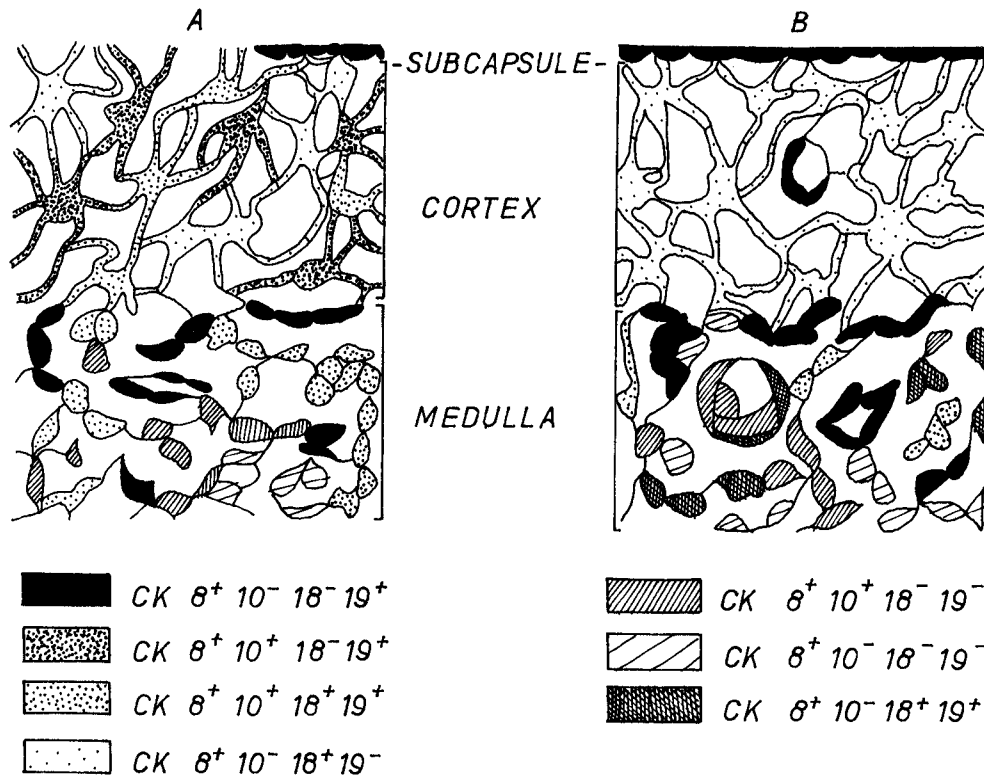 A B
-SUBCAPSULE-
CORTEX
MEDULLA
CK 8⁺ 10⁻ 18⁻ 19⁺
CK 8⁺ 10⁺ 18⁻ 19⁺
CK 8⁺ 10⁺ 18⁺ 19⁺
CK 8⁺ 10⁻ 18⁺ 19⁻
CK 8⁺ 10⁺ 18⁻ 19⁻
CK 8⁺ 10⁻ 18⁻ 19⁻
CK 8⁺ 10⁻ 18⁺ 19⁺